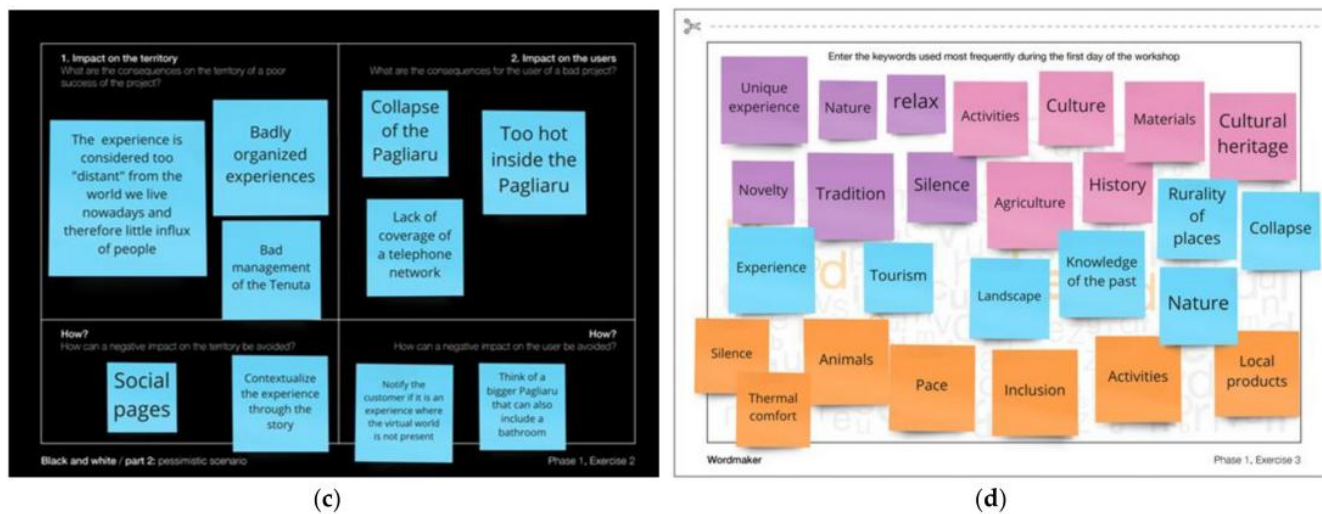 1. Impact on the territory
What are the consequences on the territory of a poor
success of the project?
The experience is
considered too
"distant" from the
world we live
nowadays and
therefore little influx
of people
Badly
organized
experiences
Bad
management
of the Tenuta
2. Impact on the users
What are the consequences for the user of a bad project?
Collapse
of the
Pagliaru
Too hot
inside the
Pagliaru
Lack of
coverage of
a telephone
network
How?
How can a negative impact on the territory be avoided?
Social
pages
Contextualize
the experience
through the
story
How?
How can a negative impact on the user be avoided?
Notify the
customer if it is an
experience where
the virtual world
is not present
Think of a
bigger Pagliaru
that can also
include a
bathroom
Black and white / part 2: pessimistic scenario
Phase 1, Exercise 2
(c)
Enter the keywords used most frequently during the first day of the workshop
Unique
experience
Nature
relax
Activities
Culture
Materials
Cultural
heritage
Novelty
Tradition
Silence
Agriculture
History
Rurality
of
places
Collapse
Experience
Tourism
Landscape
Knowledge
of the past
Nature
Silence
Thermal
comfort
Animals
Pace
Inclusion
Activities
Local
products
Wordmaker
Phase 1, Exercise 3
(d)